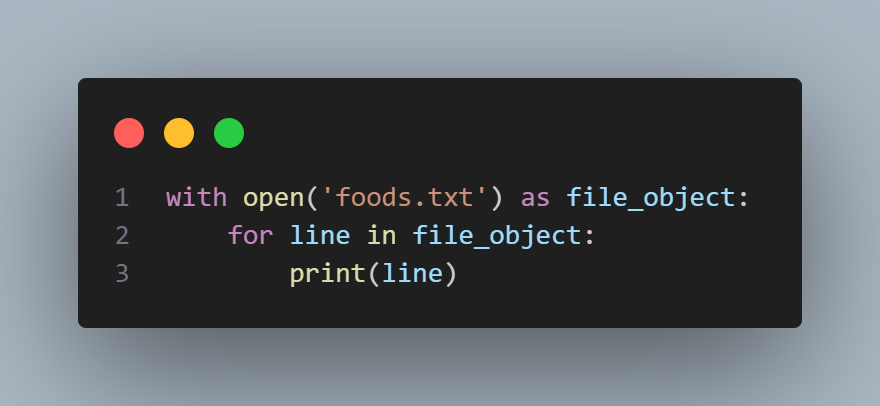 1 with open('foods.txt') as file_object:
2     for line in file_object:
3         print(line)